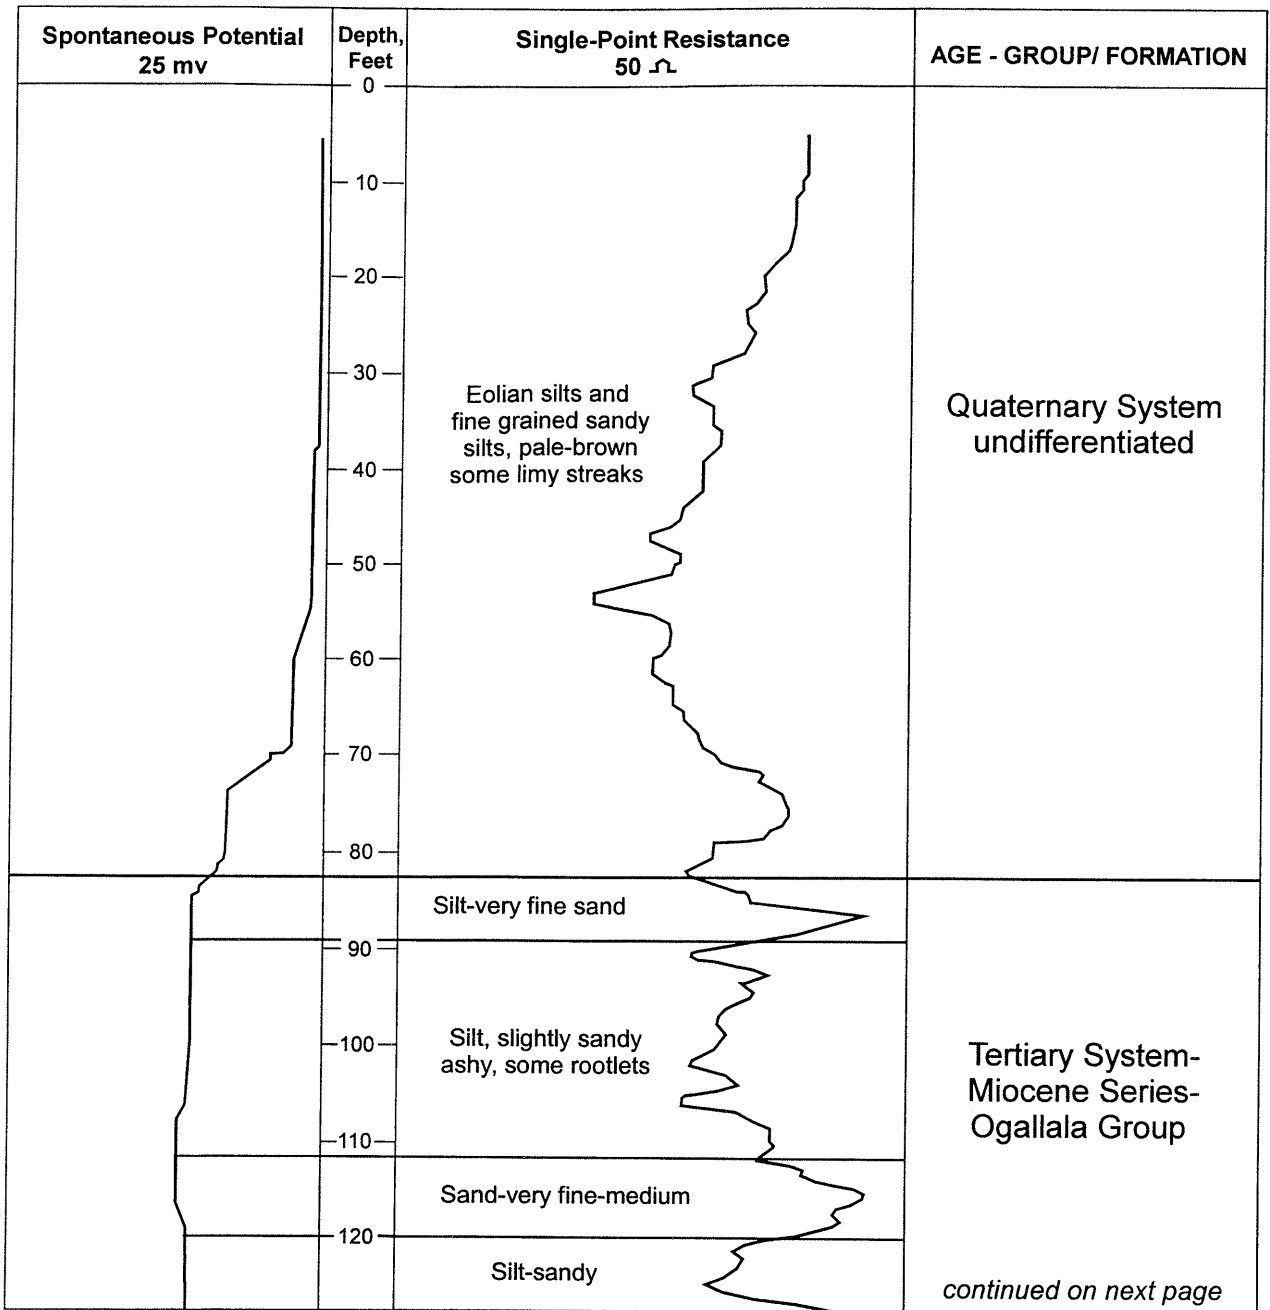 Spontaneous Potential
25 mv
Depth,
Feet
Single-Point Resistance
50 Ω
AGE - GROUP/ FORMATION
0
10
20
30
40
50
60
70
80
90
100
110
120
Eolian silts and
fine grained sandy
silts, pale-brown
some limy streaks
Quaternary System
undifferentiated
Silt-very fine sand
Silt, slightly sandy
ashy, some rootlets
Tertiary System-
Miocene Series-
Ogallala Group
Sand-very fine-medium
Silt-sandy
continued on next page